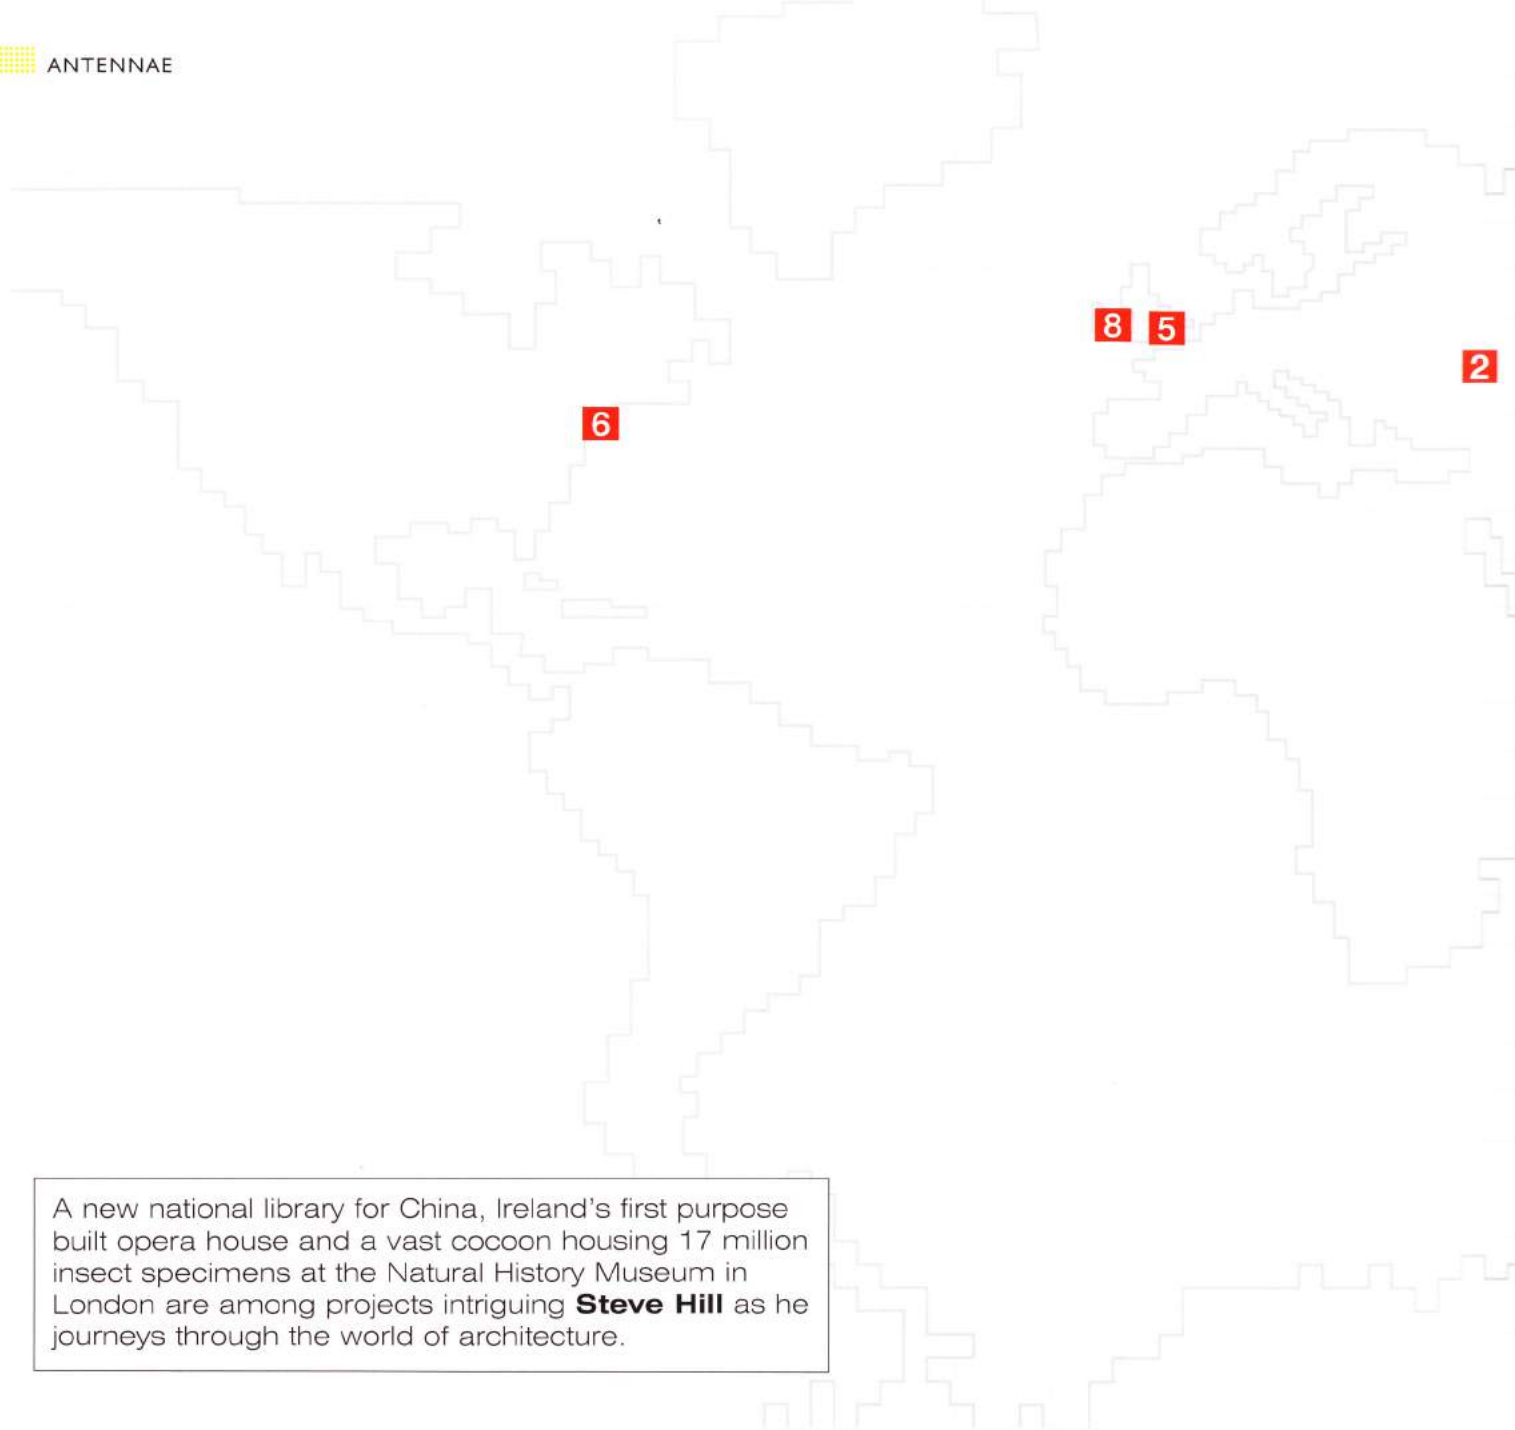 ANTENNAE
8
5
2
6
A new national library for China, Ireland's first purpose
built opera house and a vast cocoon housing 17 million
insect specimens at the Natural History Museum in
London are among projects intriguing Steve Hill as he
journeys through the world of architecture.